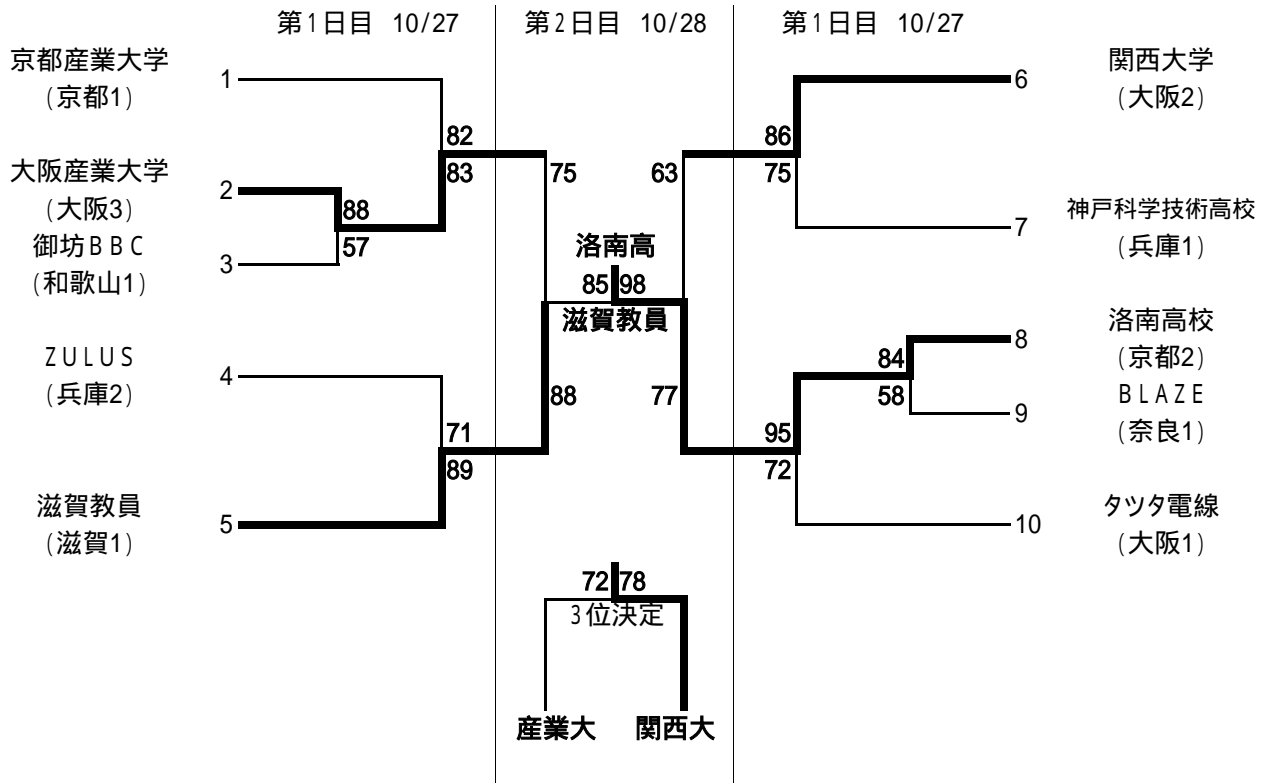 第1日目 10/27
第2日目 10/28
第1日目 10/27
京都産業大学
(京都1)
1
大阪産業大学
(大阪3)
2
御坊BBC
(和歌山1)
3
88
57
82
83
ZULUS
(兵庫2)
4
滋賀教員
(滋賀1)
5
71
89
75
88
洛南高
85 98
滋賀教員
63
77
86
75
6
関西大学
(大阪2)
7
神戸科学技術高校
(兵庫1)
84
58
8
洛南高校
(京都2)
9
BLAZE
(奈良1)
95
72
10
タツタ電線
(大阪1)
72 78
3位決定
産業大 関西大